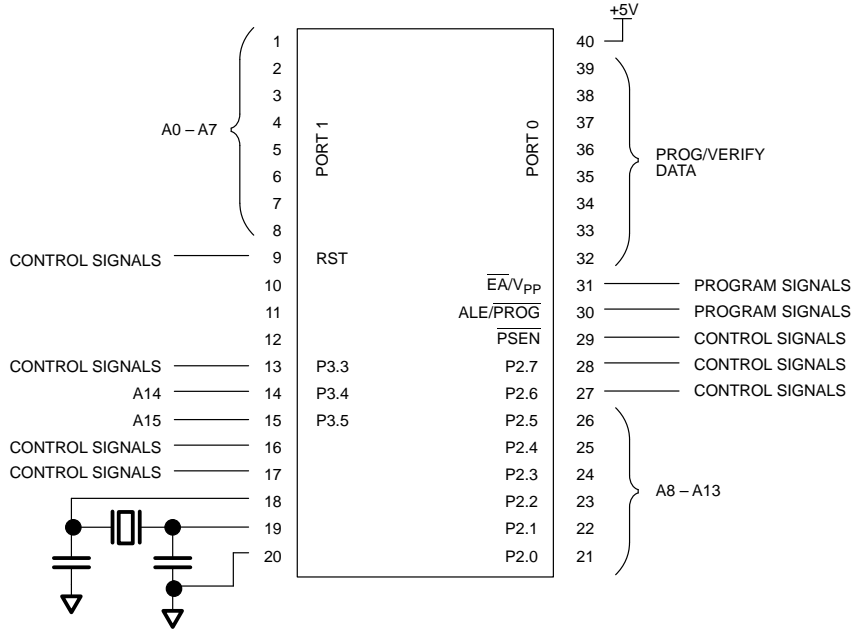 +5V
1 40
2 39
3 38
4 37
5 36
6 35
7 34
8 33
A0 – A7
PORT 1
PORT 0
PROG/VERIFY
DATA
CONTROL SIGNALS 9 RST 32
10 EA/VPP 31 PROGRAM SIGNALS
11 ALE/PROG 30 PROGRAM SIGNALS
12 PSEN 29 CONTROL SIGNALS
CONTROL SIGNALS 13 P3.3 P2.7 28 CONTROL SIGNALS
A14 14 P3.4 P2.6 27 CONTROL SIGNALS
A15 15 P3.5 P2.5 26
CONTROL SIGNALS 16 P2.4 25
CONTROL SIGNALS 17 P2.3 24
A8 – A13
18 P2.2 23
19 P2.1 22
20 P2.0 21